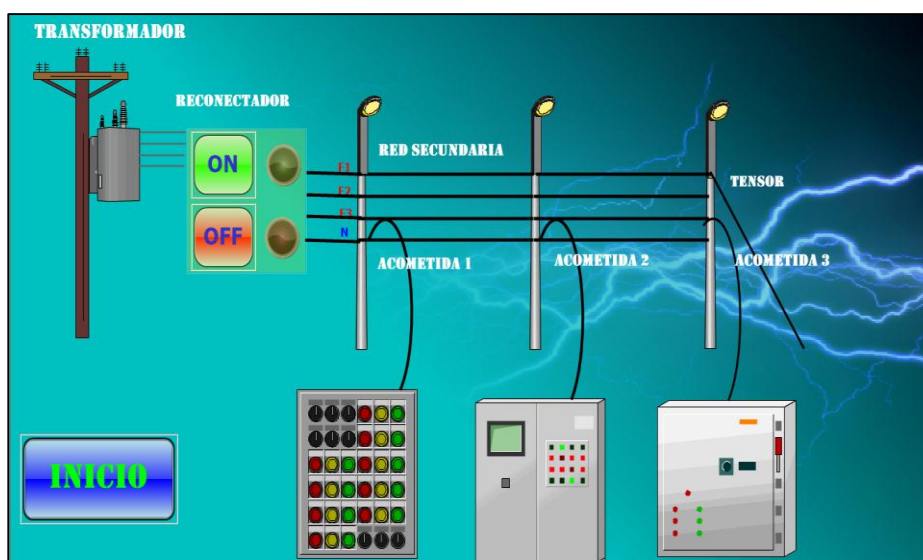 TRANSFORMADOR
RECONECTADOR
ON
OFF
F1
F2
F3
N
RED SECUNDARIA
TENSOR
ACOMETIDA 1
ACOMETIDA 2
ACOMETIDA 3
INICIO